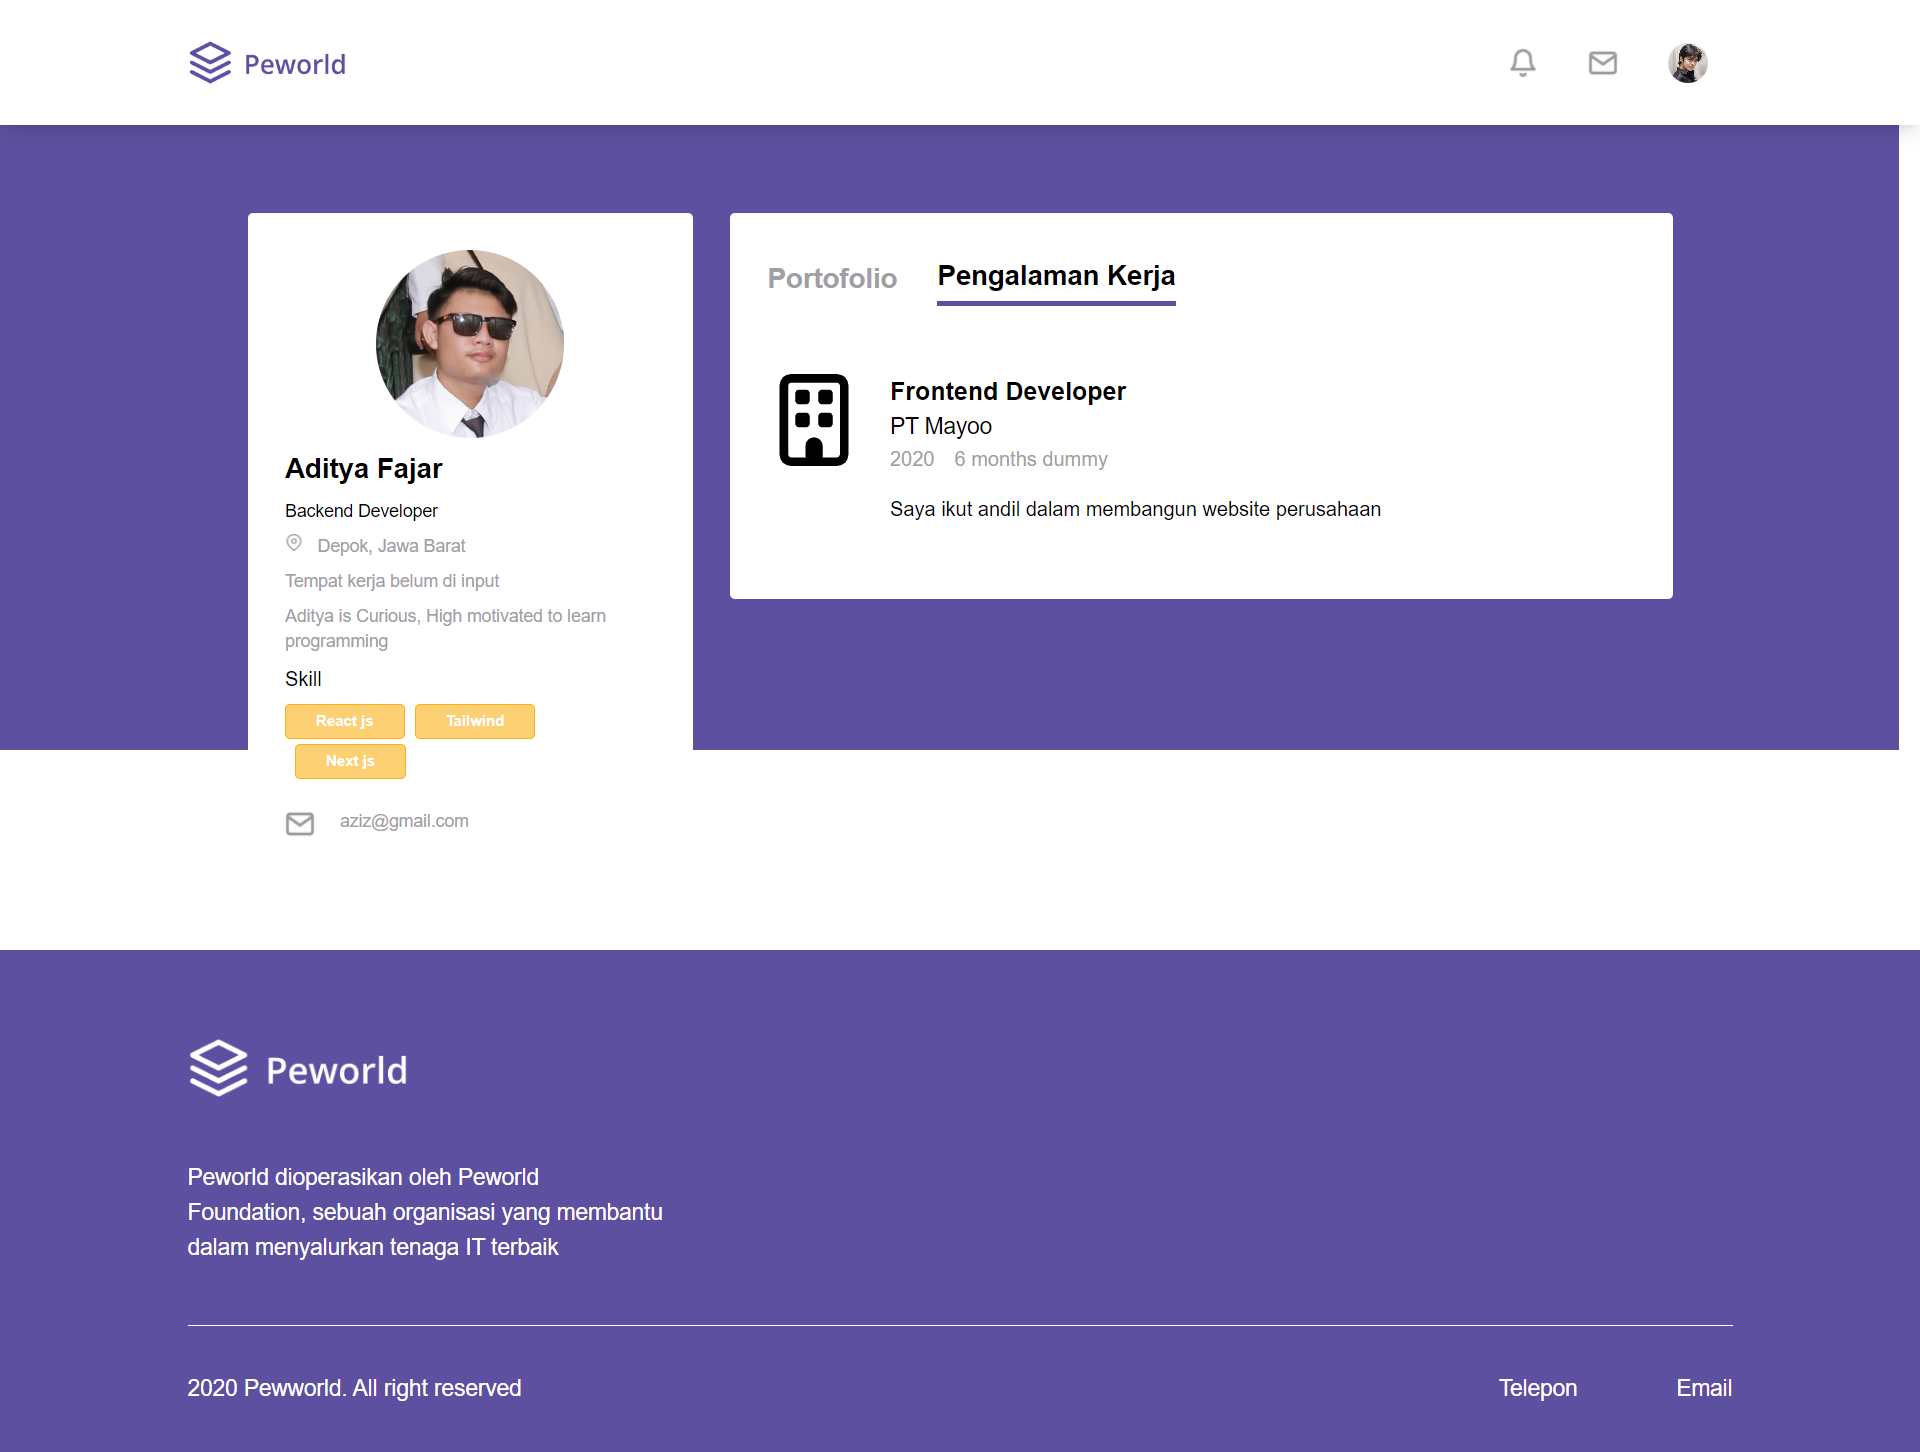 Peworld
Aditya Fajar
Backend Developer
Depok, Jawa Barat
Tempat kerja belum di input
Aditya is Curious, High motivated to learn
programming
Skill
React js
Tailwind
Next js
aziz@gmail.com
Portofolio
Pengalaman Kerja
Frontend Developer
PT Mayoo
2020 6 months dummy
Saya ikut andil dalam membangun website perusahaan
Peworld
Peworld dioperasikan oleh Peworld
Foundation, sebuah organisasi yang membantu
dalam menyalurkan tenaga IT terbaik
2020 Pewworld. All right reserved
Telepon
Email